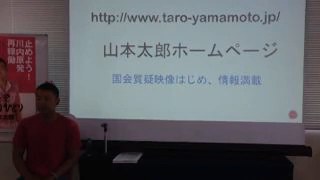 http://www.taro-yamamoto.jp/
山本太郎ホームページ
国会質疑映像はじめ、情報満載
止めよう！
川内原発
再稼働